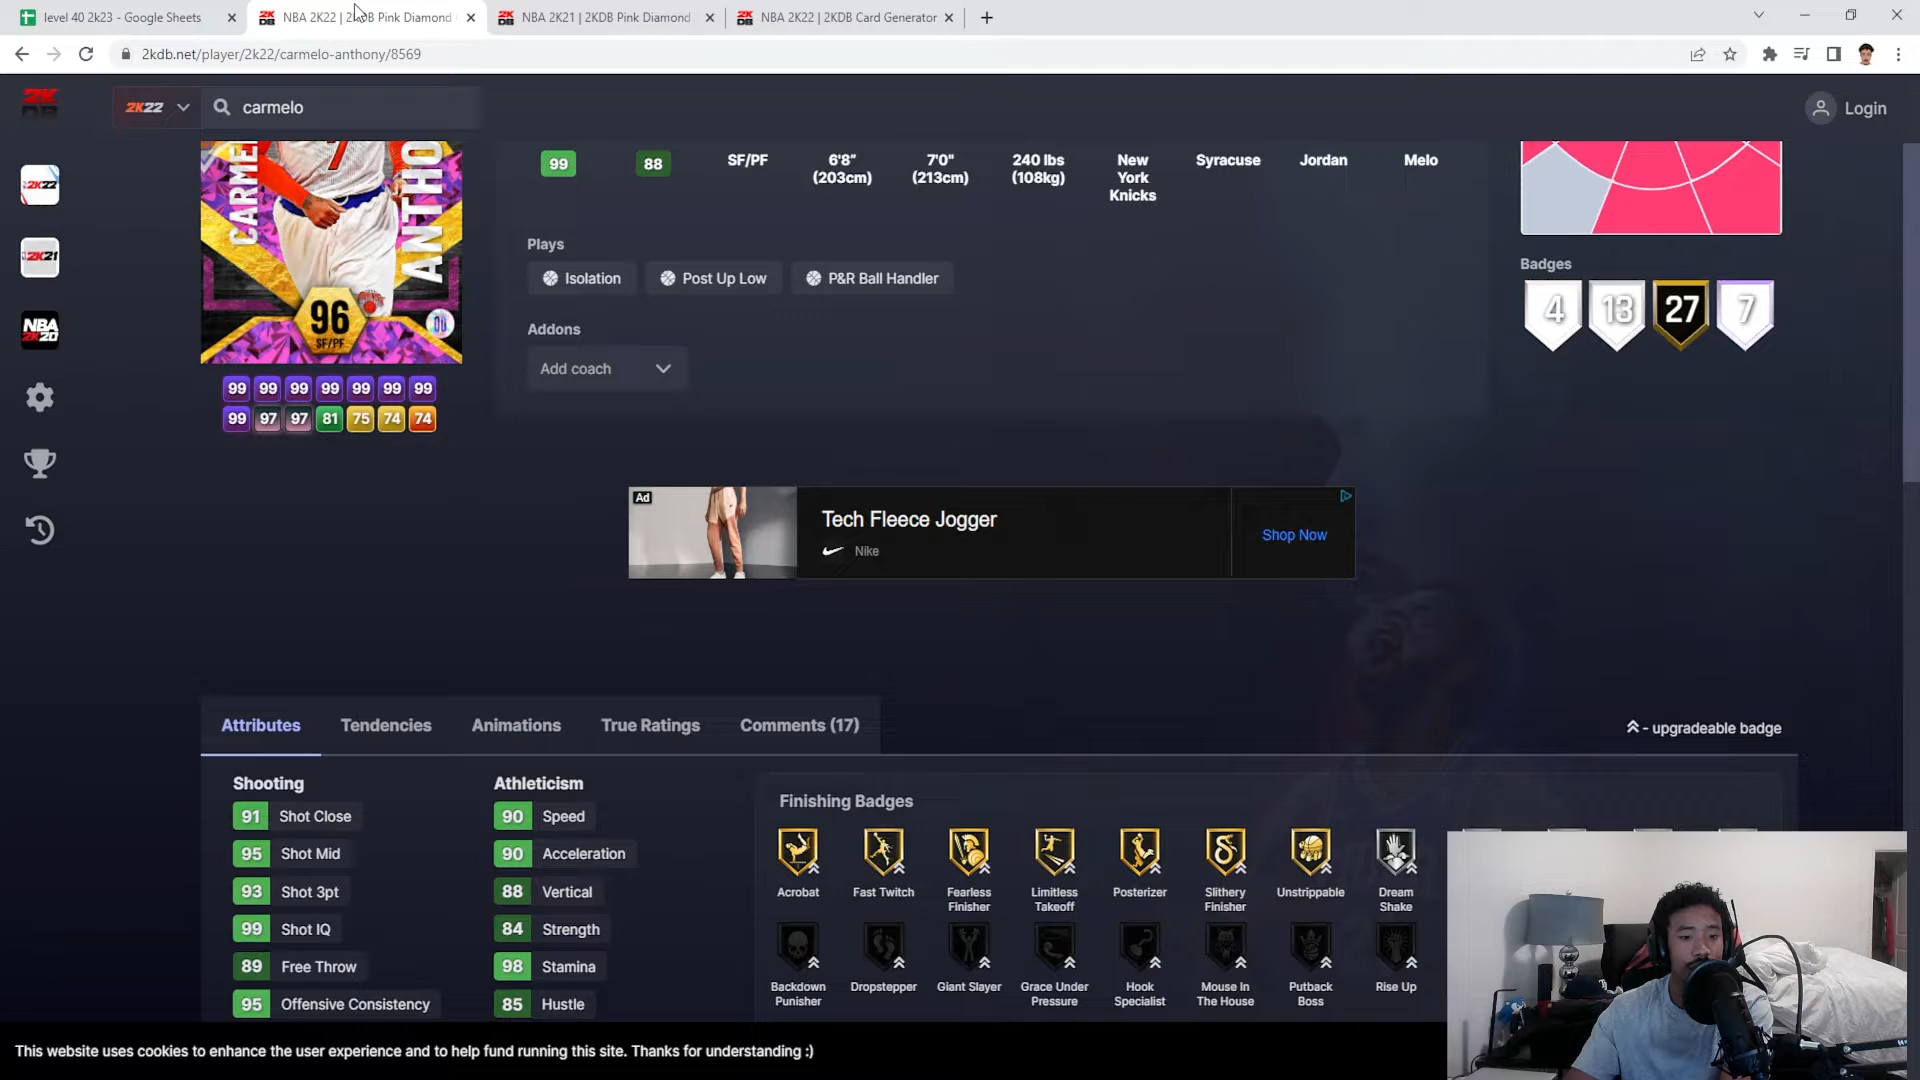 level 40 2k23 - Google Sheets
NBA 2K22 | 2KDB Pink Diamond
NBA 2K21 | 2KDB Pink Diamond
NBA 2K22 | 2KDB Card Generator
2kdb.net/player/2k22/carmelo-anthony/8569
2K DB
2K22
carmelo
Login
2K22
2K21
NBA 2K20
ANTHO
7
96
SF/PF
99 99 99 99 99 99 99
99 97 97 81 75 74 74
99
88
SF/PF
6'8" (203cm)
7'0" (213cm)
240 lbs (108kg)
New York Knicks
Syracuse
Jordan
Melo
Plays
Isolation
Post Up Low
P&R Ball Handler
Addons
Add coach
Badges
4 13 27 7
Ad
Tech Fleece Jogger
Nike
Shop Now
Attributes
Tendencies
Animations
True Ratings
Comments (17)
- upgradeable badge
Shooting
91 Shot Close
95 Shot Mid
93 Shot 3pt
99 Shot IQ
89 Free Throw
95 Offensive Consistency
Athleticism
90 Speed
90 Acceleration
88 Vertical
84 Strength
98 Stamina
85 Hustle
Finishing Badges
Acrobat
Fast Twitch
Fearless Finisher
Limitless Takeoff
Posterizer
Slithery Finisher
Unstrippable
Dream Shake
Backdown Punisher
Dropstepper
Giant Slayer
Grace Under Pressure
Hook Specialist
Mouse In The House
Putback Boss
Rise Up
This website uses cookies to enhance the user experience and to help fund running this site. Thanks for understanding :)